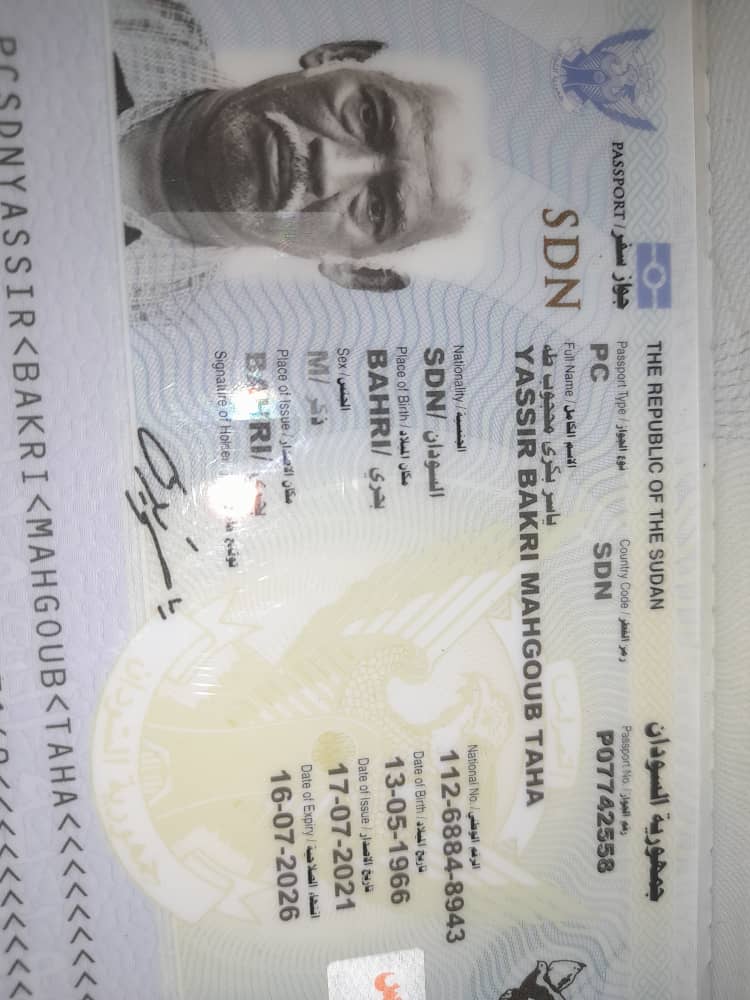 THE REPUBLIC OF THE SUDAN جمهورية السودان
PASSPORT / جواز سفر
Passport Type / نوع الجواز Country Code / رمز القطر Passport No. / رقم الجواز
PC SDN P07742558
SDN
Full Name / الاسم الكامل
ياسر بكرى محجوب طه
YASSIR BAKRI MAHGOUB TAHA
Nationality / الجنسية National No. / الرقم الوطني
SDN/ السودان 112-6884-8943
Place of Birth / مكان الميلاد Date of Birth / تاريخ الميلاد
BAHRI/ بحري 13-05-1966
Sex / الجنس Date of Issue / تاريخ الاصدار
M/ ذكر 17-07-2021
Place of Issue / مكان الاصدار Date of Expiry / انتهاء الصلاحية
BAHRI/ بحري 16-07-2026
Signature of Holder
جمهورية السودان
PCSDNYASSIR<BAKRI<MAHGOUB<TAHA<<<<<<<<